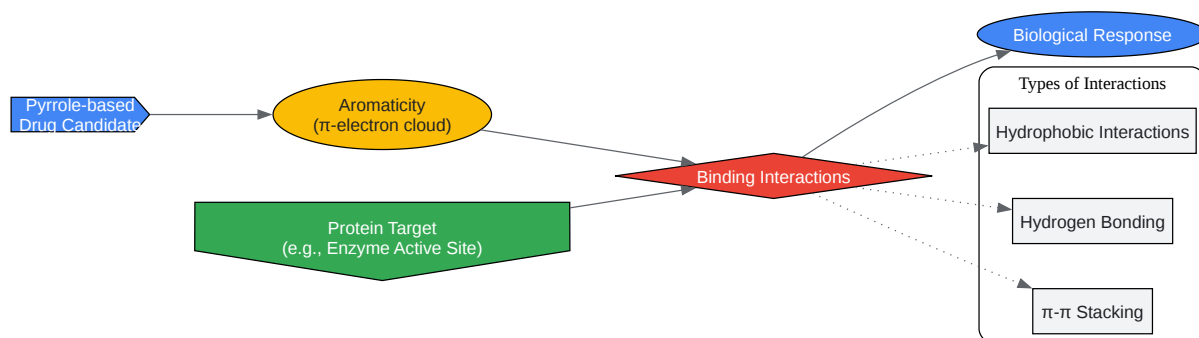 Pyrrole-based
Drug Candidate
Aromaticity
(π-electron cloud)
Protein Target
(e.g., Enzyme Active Site)
Binding Interactions
Biological Response
Types of Interactions
Hydrophobic Interactions
Hydrogen Bonding
π-π Stacking